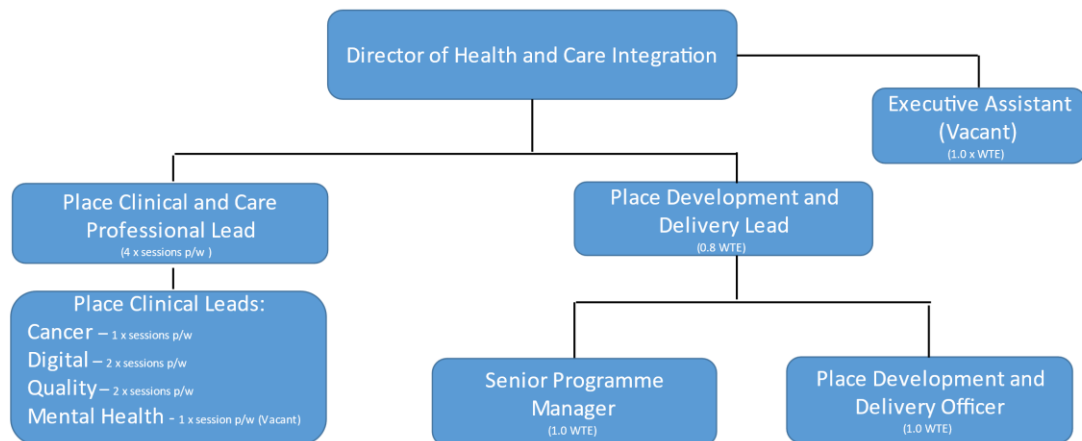 Director of Health and Care Integration
Executive Assistant
(Vacant)
(1.0 x WTE)
Place Clinical and Care
Professional Lead
(4 x sessions p/w )
Place Development and
Delivery Lead
(0.8 WTE)
Place Clinical Leads:
Cancer – 1 x sessions p/w
Digital – 2 x sessions p/w
Quality – 2 x sessions p/w
Mental Health - 1 x session p/w (Vacant)
Senior Programme
Manager
(1.0 WTE)
Place Development and
Delivery Officer
(1.0 WTE)